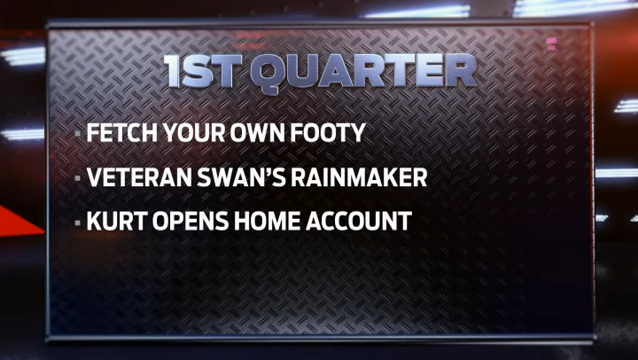 1ST QUARTER
FETCH YOUR OWN FOOTY
VETERAN SWAN'S RAINMAKER
KURT OPENS HOME ACCOUNT